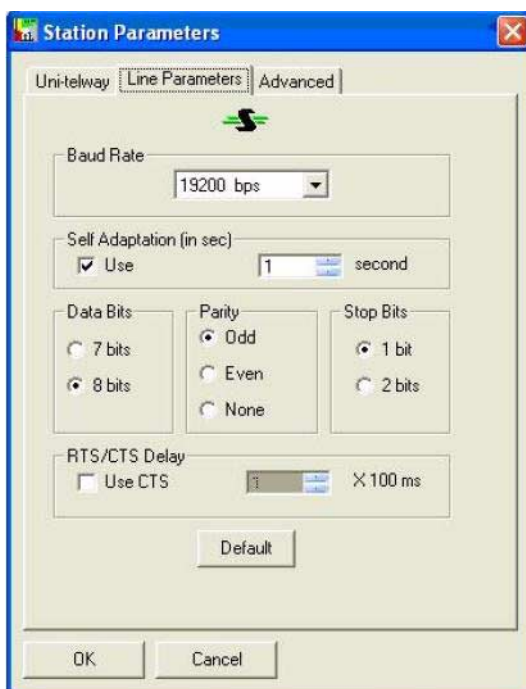 Station Parameters
Uni-telway Line Parameters Advanced
S
Baud Rate
19200 bps
Self Adaptation (in sec)
Use 1 second
Data Bits Parity Stop Bits
7 bits Odd 1 bit
8 bits Even 2 bits
None
RTS/CTS Delay
Use CTS 1 X 100 ms
Default
OK Cancel